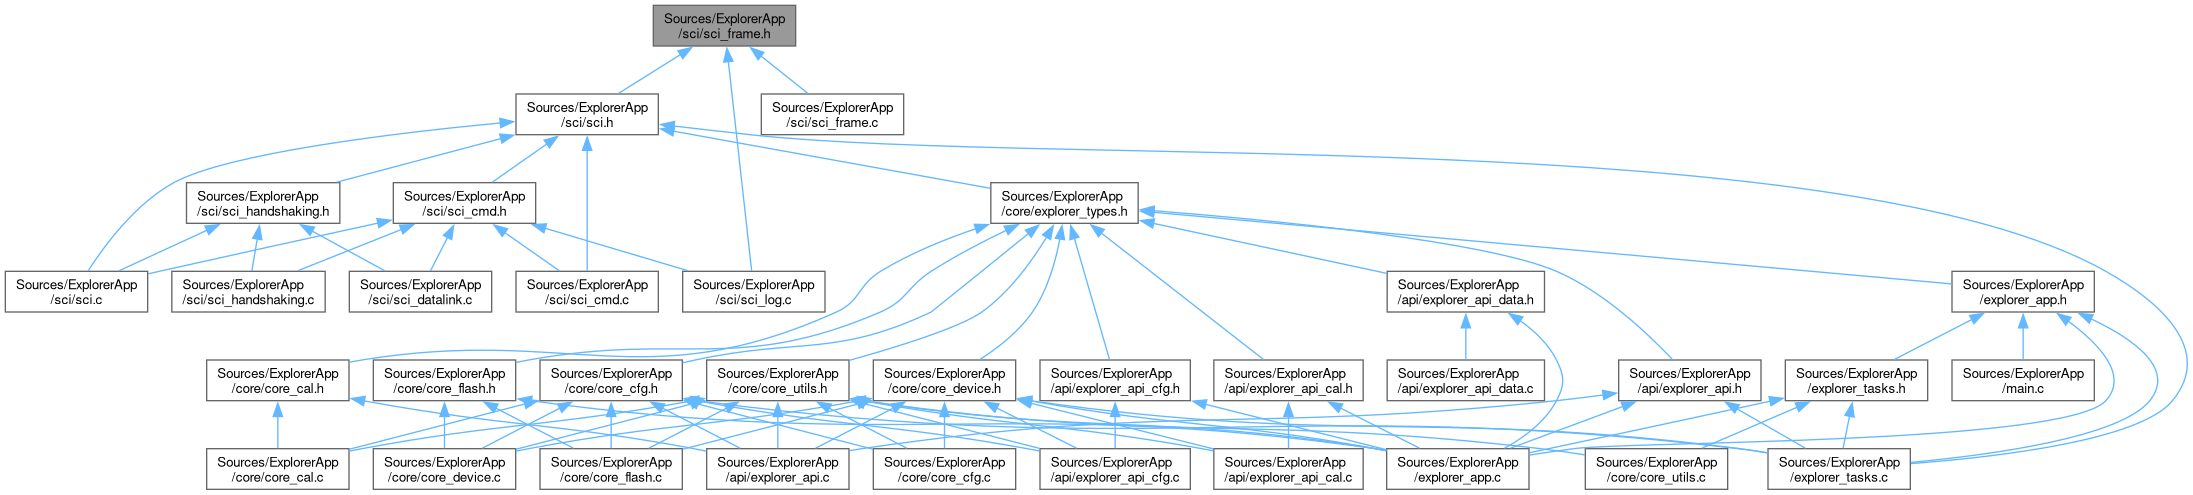 Sources/ExplorerApp
/sci/sci_frame.h
Sources/ExplorerApp
/sci/sci.h
Sources/ExplorerApp
/sci/sci_frame.c
Sources/ExplorerApp
/sci/sci_handshaking.h
Sources/ExplorerApp
/sci/sci_cmd.h
Sources/ExplorerApp
/core/explorer_types.h
Sources/ExplorerApp
/sci/sci.c
Sources/ExplorerApp
/sci/sci_handshaking.c
Sources/ExplorerApp
/sci/sci_datalink.c
Sources/ExplorerApp
/sci/sci_cmd.c
Sources/ExplorerApp
/sci/sci_log.c
Sources/ExplorerApp
/api/explorer_api_data.h
Sources/ExplorerApp
/explorer_app.h
Sources/ExplorerApp
/core/core_cal.h
Sources/ExplorerApp
/core/core_flash.h
Sources/ExplorerApp
/core/core_cfg.h
Sources/ExplorerApp
/core/core_utils.h
Sources/ExplorerApp
/core/core_device.h
Sources/ExplorerApp
/api/explorer_api_cfg.h
Sources/ExplorerApp
/api/explorer_api_cal.h
Sources/ExplorerApp
/api/explorer_api_data.c
Sources/ExplorerApp
/api/explorer_api.h
Sources/ExplorerApp
/explorer_tasks.h
Sources/ExplorerApp
/main.c
Sources/ExplorerApp
/core/core_cal.c
Sources/ExplorerApp
/core/core_device.c
Sources/ExplorerApp
/core/core_flash.c
Sources/ExplorerApp
/api/explorer_api.c
Sources/ExplorerApp
/core/core_cfg.c
Sources/ExplorerApp
/api/explorer_api_cfg.c
Sources/ExplorerApp
/api/explorer_api_cal.c
Sources/ExplorerApp
/explorer_app.c
Sources/ExplorerApp
/core/core_utils.c
Sources/ExplorerApp
/explorer_tasks.c